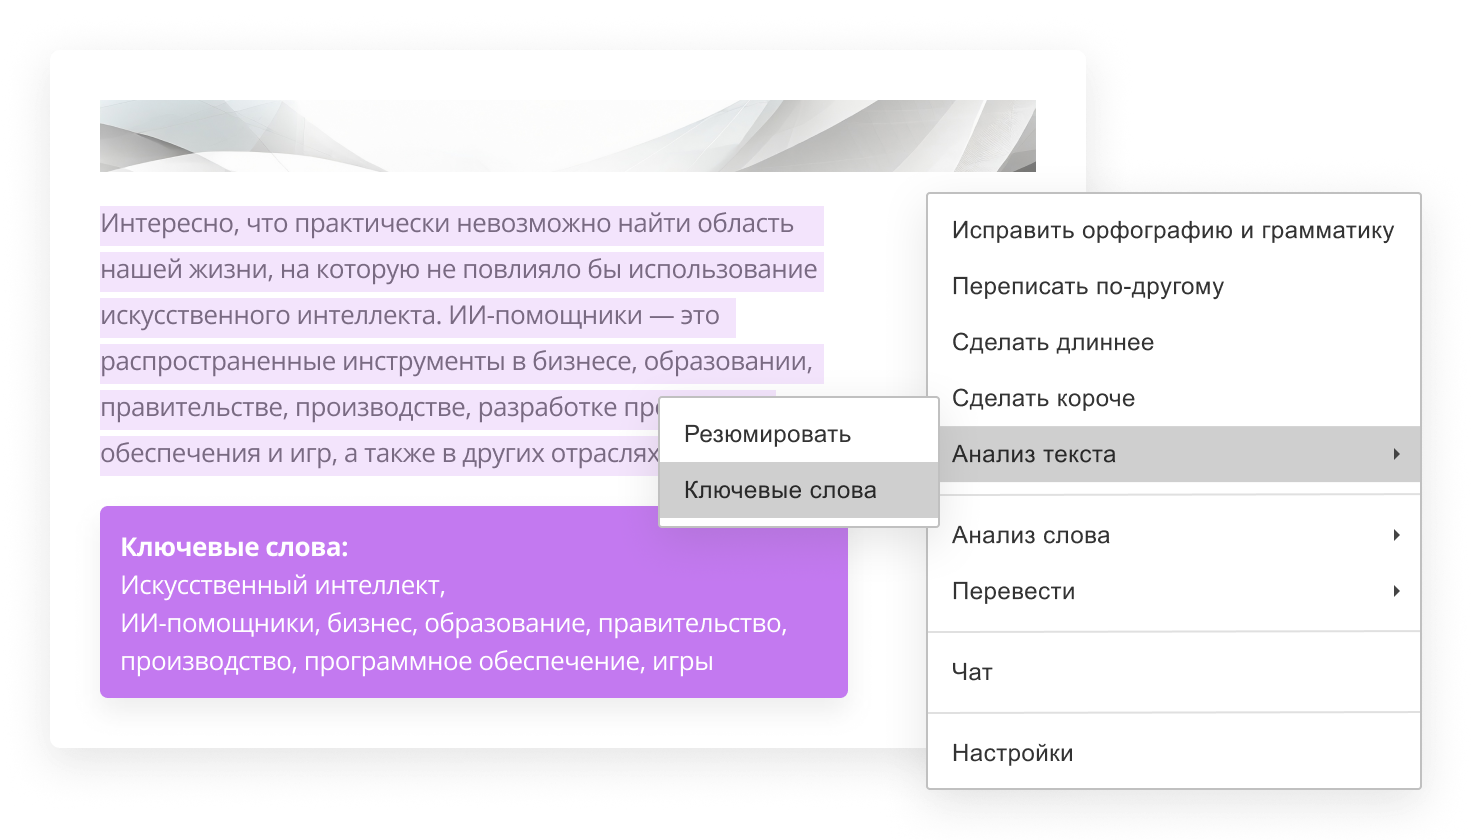 Интересно, что практически невозможно найти область
нашей жизни, на которую не повлияло бы использование
искусственного интеллекта. ИИ-помощники — это
распространенные инструменты в бизнесе, образовании,
правительстве, производстве, разработке
обеспечения и игр, а также в других отраслях
Ключевые слова:
Искусственный интеллект,
ИИ-помощники, бизнес, образование, правительство,
производство, программное обеспечение, игры
Резюмировать
Ключевые слова
Исправить орфографию и грамматику
Переписать по-другому
Сделать длиннее
Сделать короче
Анализ текста
Анализ слова
Перевести
Чат
Настройки